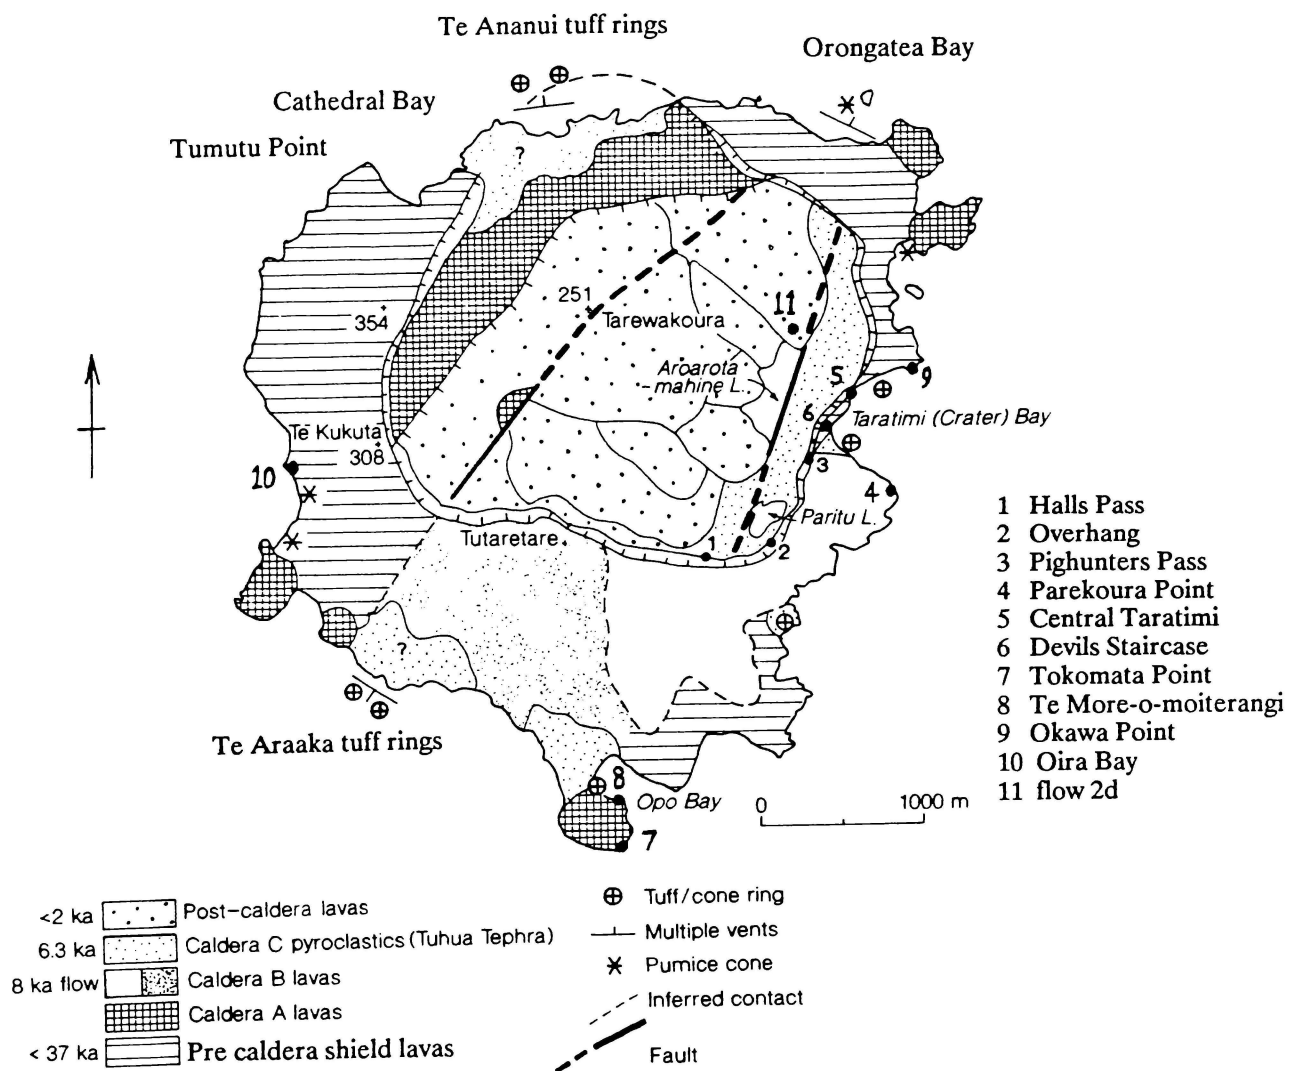 Te Ananui tuff rings
Orongatea Bay
Cathedral Bay
Tumutu Point
?
354
251
Tarewakoura
11
Aroarota
-mahine L.
5
9
6
Taratimi (Crater) Bay
Te Kukuta
308
10
3
4
Paritu L.
Tutaretare
1
2
?
Te Araaka tuff rings
8
Opo Bay
7
0 1000 m
1 Halls Pass
2 Overhang
3 Pighunters Pass
4 Parekoura Point
5 Central Taratimi
6 Devils Staircase
7 Tokomata Point
8 Te More-o-moiterangi
9 Okawa Point
10 Oira Bay
11 flow 2d
<2 ka Post-caldera lavas
6.3 ka Caldera C pyroclastics (Tuhua Tephra)
8 ka flow Caldera B lavas
Caldera A lavas
< 37 ka Pre caldera shield lavas
Tuff/cone ring
Multiple vents
Pumice cone
Inferred contact
Fault